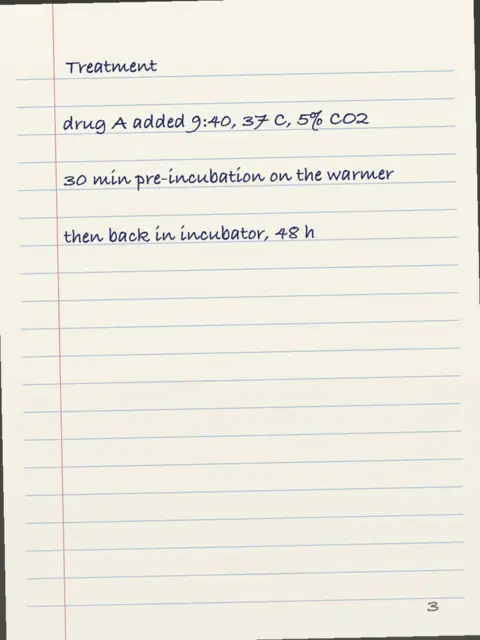 Treatment
drug A added 9:40, 37 C, 5% CO2
30 min pre-incubation on the warmer
then back in incubator, 48 h
3